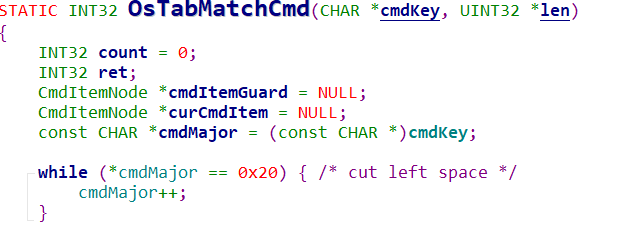 STATIC INT32 OsTabMatchCmd(CHAR *cmdKey, UINT32 *len)
{
    INT32 count = 0;
    INT32 ret;
    CmdItemNode *cmdItemGuard = NULL;
    CmdItemNode *curCmdItem = NULL;
    const CHAR *cmdMajor = (const CHAR *)cmdKey;

    while (*cmdMajor == 0x20) { /* cut left space */
        cmdMajor++;
    }